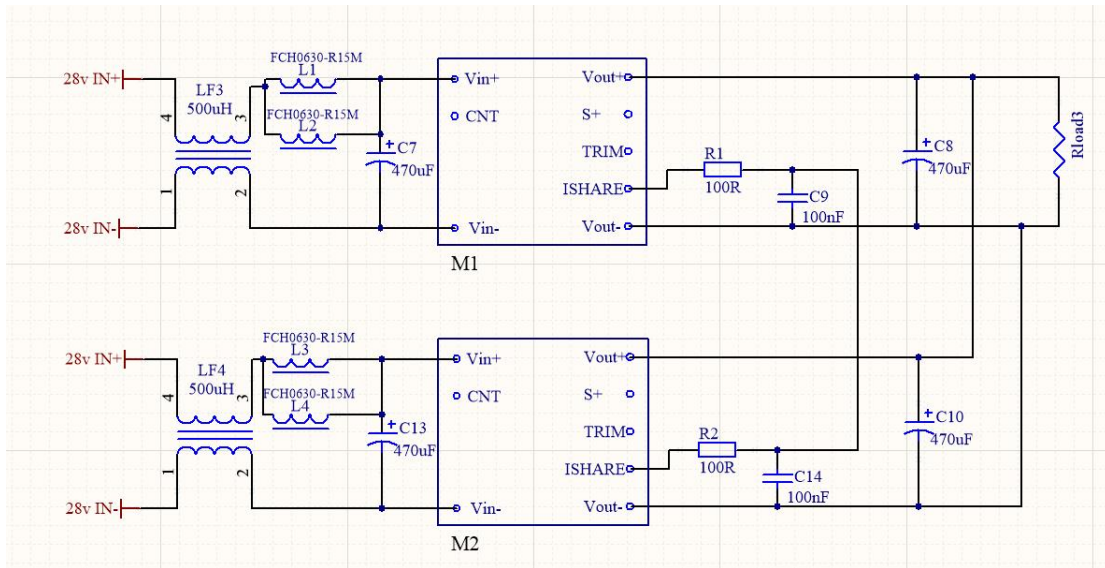 FCH0630-R15M
28v IN+
LF3
500uH
L1
FCH0630-R15M
L2
4
3
1
2
28v IN-
C7
470uF
Vin+
CNT
Vin-
Vout+
S+
TRIM
ISHARE
Vout-
M1
R1
100R
C9
100nF
C8
470uF
Rload3
28v IN+
LF4
500uH
FCH0630-R15M
L3
FCH0630-R15M
L4
4
3
1
2
28v IN-
C13
470uF
Vin+
CNT
Vin-
Vout+
S+
TRIM
ISHARE
Vout-
M2
R2
100R
C14
100nF
C10
470uF